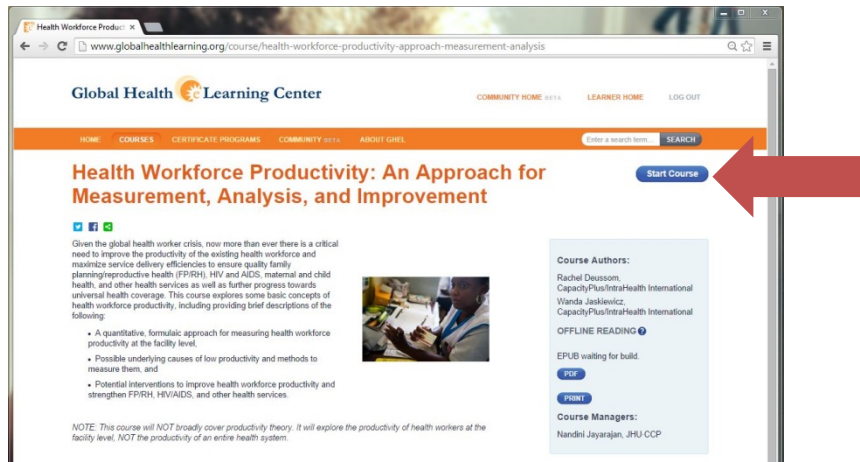 Health Workforce Produc
www.globalhealthlearning.org/course/health-workforce-productivity-approach-measurement-analysis
Global Health eLearning Center
COMMUNITY HOME BETA LEARNER HOME LOG OUT
HOME COURSES CERTIFICATE PROGRAMS COMMUNITY BETA ABOUT GHEL Enter a search term... SEARCH
Health Workforce Productivity: An Approach for
Measurement, Analysis, and Improvement
Start Course
Given the global health worker crisis, now more than ever there is a critical
need to improve the productivity of the existing health workforce and
maximize service delivery efficiencies to ensure quality family
planning/reproductive health (FP/RH), HIV and AIDS, maternal and child
health, and other health services as well as further progress towards
universal health coverage. This course explores some basic concepts of
health workforce productivity, including providing brief descriptions of the
following:
• A quantitative, formulaic approach for measuring health workforce
productivity at the facility level,
• Possible underlying causes of low productivity and methods to
measure them, and
• Potential interventions to improve health workforce productivity and
strengthen FP/RH, HIV/AIDS, and other health services.
NOTE: This course will NOT broadly cover productivity theory. It will explore the productivity of health workers at the
facility level, NOT the productivity of an entire health system.
Course Authors:
Rachel Deussom,
CapacityPlus/IntraHealth International
Wanda Jaskiewicz,
CapacityPlus/IntraHealth International
OFFLINE READING ?
EPUB waiting for build.
PDF
PRINT
Course Managers:
Nandini Jayarajan, JHU·CCP